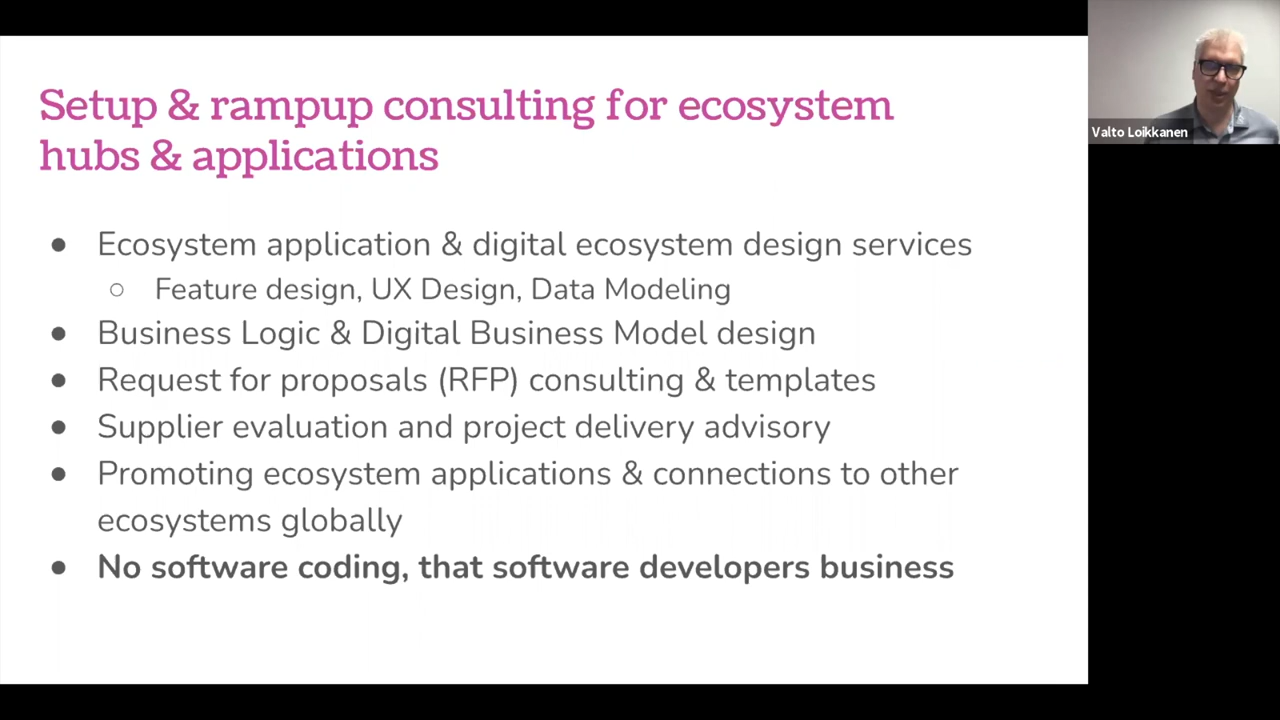 Setup & rampup consulting for ecosystem
hubs & applications
● Ecosystem application & digital ecosystem design services
○ Feature design, UX Design, Data Modeling
● Business Logic & Digital Business Model design
● Request for proposals (RFP) consulting & templates
● Supplier evaluation and project delivery advisory
● Promoting ecosystem applications & connections to other
ecosystems globally
● No software coding, that software developers business
Valto Loikkanen